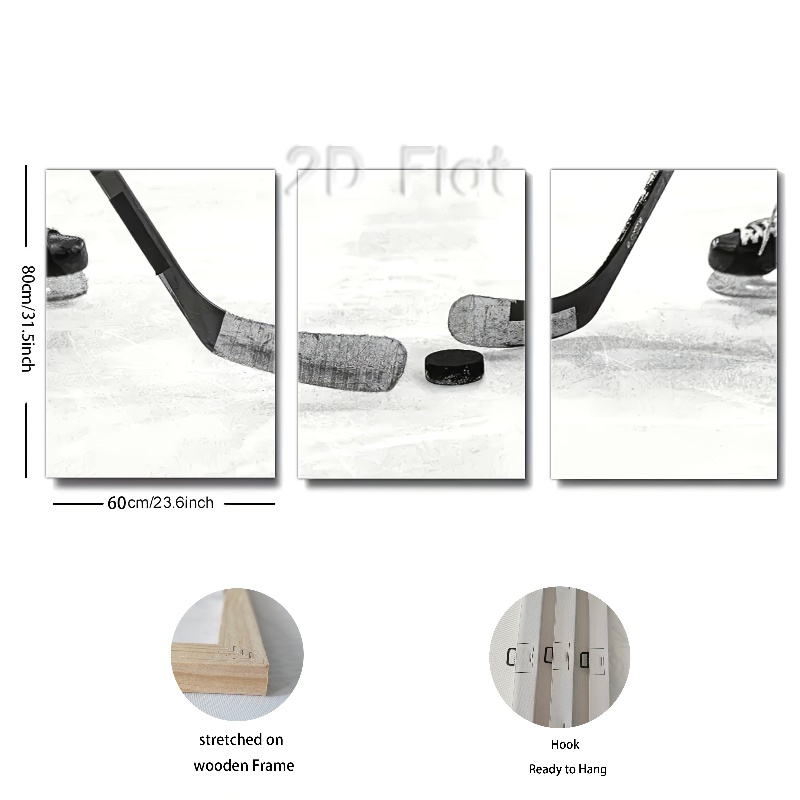 2D Flat
80cm/31.5inch
60cm/23.6inch
stretched on
wooden Frame
Hook
Ready to Hang